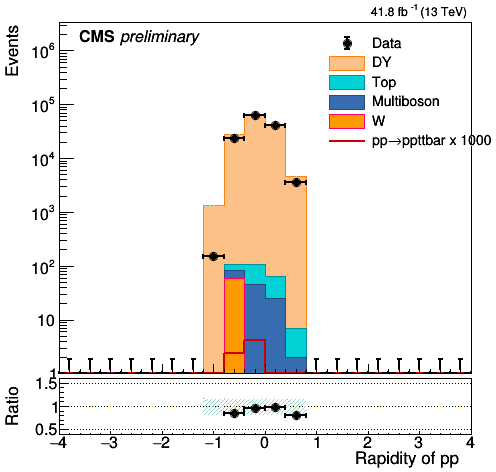 41.8 fb⁻¹ (13 TeV)
CMS preliminary
Events
Data
DY
Top
Multiboson
W
pp→ppttbar x 1000
10⁶
10⁵
10⁴
10³
10²
10
1
Ratio
1.5
1
0.5
−4 −3 −2 −1 0 1 2 3 4
Rapidity of pp